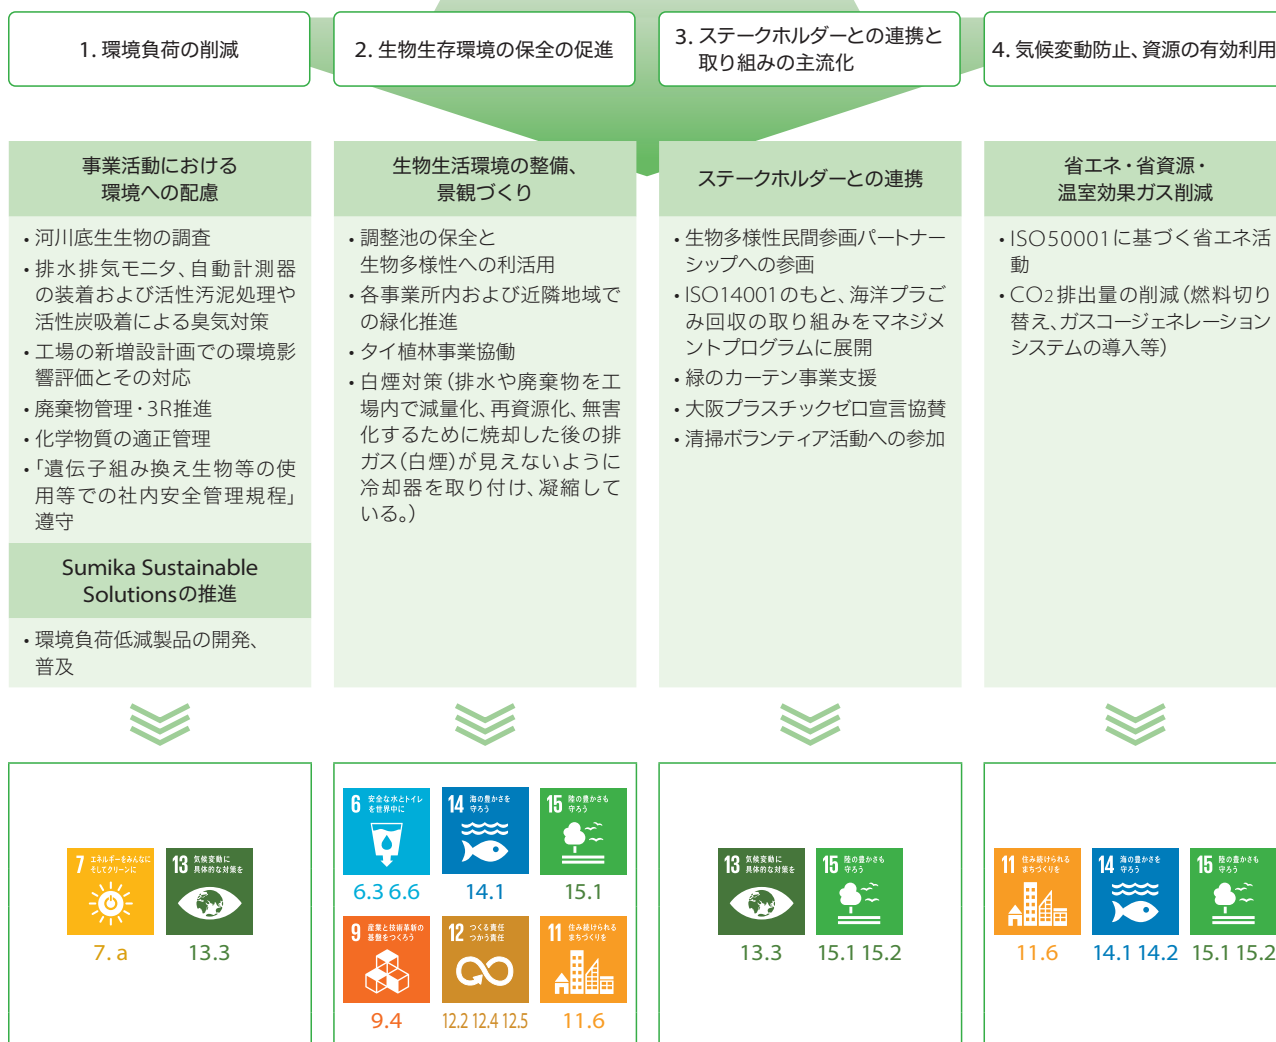 1. 環境負荷の削減
2. 生物生存環境の保全の促進
3. ステークホルダーとの連携と
取り組みの主流化
4. 気候変動防止、資源の有効利用
事業活動における
環境への配慮
・河川底生生物の調査
・排水排気モニタ、自動計測器
の装着および活性汚泥処理や
活性炭吸着による臭気対策
・工場の新増設計画での環境影
響評価とその対応
・廃棄物管理・3R推進
・化学物質の適正管理
・「遺伝子組み換え生物等の使
用等での社内安全管理規程」
遵守
Sumika Sustainable
Solutionsの推進
・環境負荷低減製品の開発、
普及
生物生活環境の整備、
景観づくり
・調整池の保全と
生物多様性への利活用
・各事業所内および近隣地域で
の緑化推進
・タイ植林事業協働
・白煙対策（排水や廃棄物を工
場内で減量化、再資源化、無害
化するために焼却した後の排
ガス（白煙）が見えないように
冷却器を取り付け、凝縮して
いる。）
ステークホルダーとの連携
・生物多様性民間参画パートナー
シップへの参画
・ISO14001のもと、海洋プラご
み回収の取り組みをマネジメ
ントプログラムに展開
・緑のカーテン事業支援
・大阪プラスチックゼロ宣言協賛
・清掃ボランティア活動への参加
省エネ・省資源・
温室効果ガス削減
・ISO50001に基づく省エネ活
動
・CO2排出量の削減（燃料切り
替え、ガスコージェネレーション
システムの導入等）
7 エネルギーをみんなに
そしてクリーンに
7. a
13 気候変動に
具体的な対策を
13.3
6 安全な水とトイレ
を世界中に
6.3 6.6
14 海の豊かさを
守ろう
14.1
15 陸の豊かさも
守ろう
15.1
9 産業と技術革新の
基盤をつくろう
9.4
12 つくる責任
つかう責任
12.2 12.4 12.5
11 住み続けられる
まちづくりを
11.6
13 気候変動に
具体的な対策を
13.3
15 陸の豊かさも
守ろう
15.1 15.2
11 住み続けられる
まちづくりを
11.6
14 海の豊かさを
守ろう
14.1 14.2
15 陸の豊かさも
守ろう
15.1 15.2